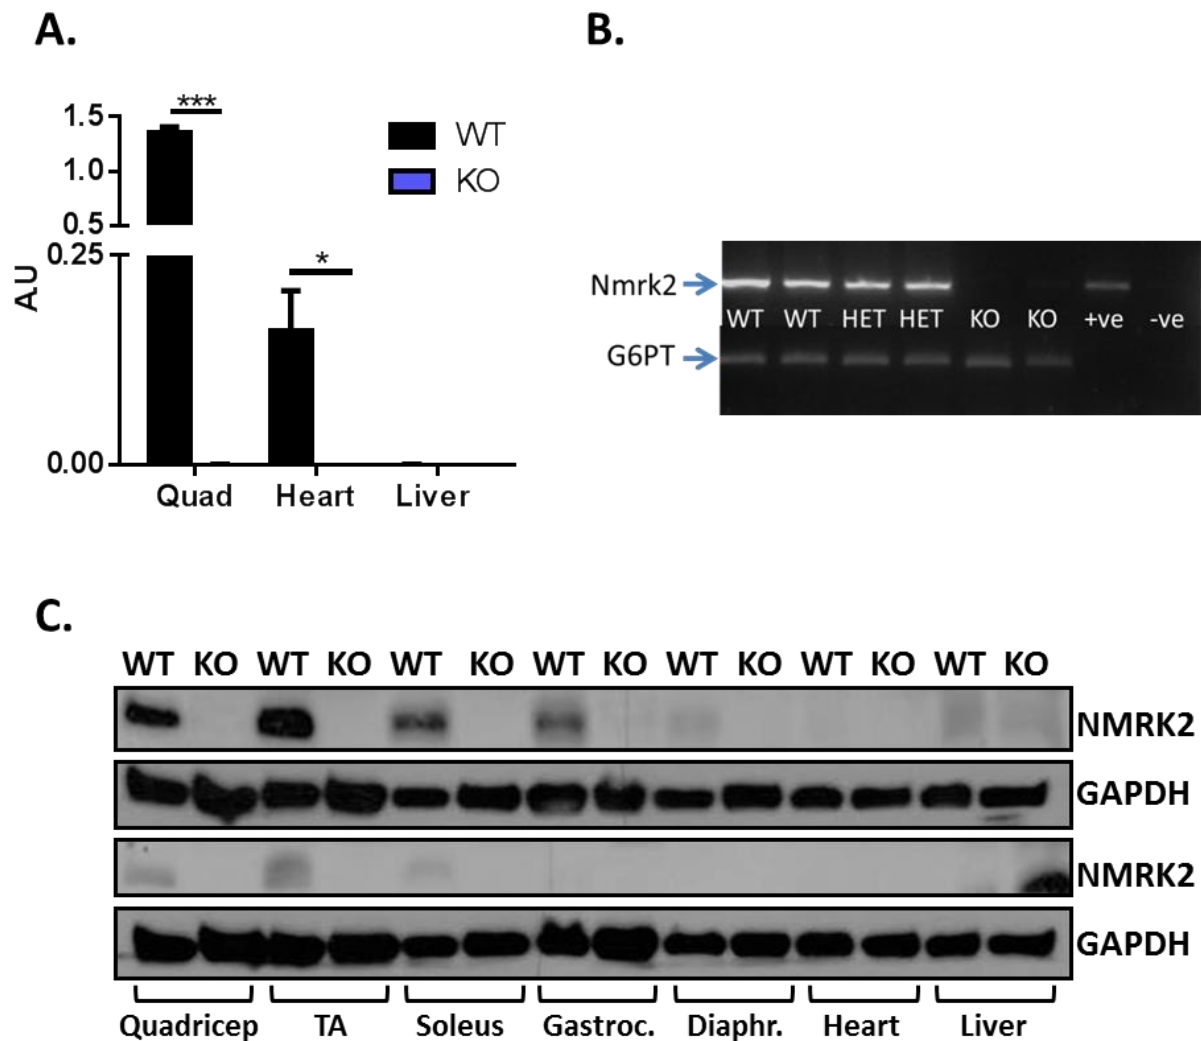 A.
***
1.5
1.0
0.5
0.25
0.00
AU
*
WT
KO
Quad Heart Liver
B.
Nmrk2
WT WT HET HET KO KO +ve -ve
G6PT
C.
WT KO WT KO WT KO WT KO WT KO WT KO WT KO
NMRK2
GAPDH
NMRK2
GAPDH
Quadricep TA Soleus Gastroc. Diaphr. Heart Liver